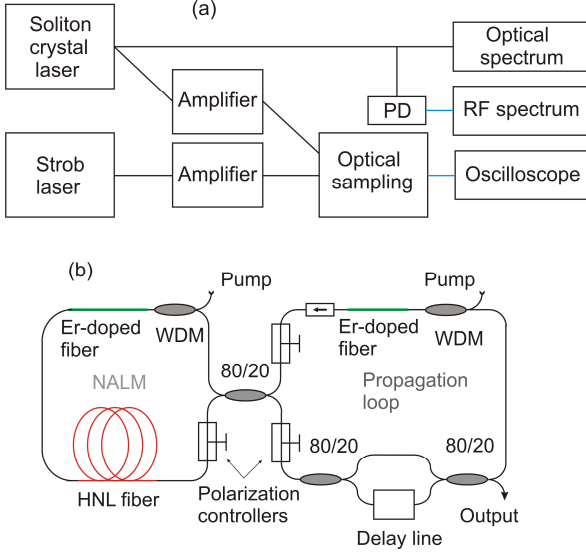 (a)
Soliton
crystal
laser
Optical
spectrum
Amplifier
PD
RF spectrum
Strob
laser
Amplifier
Optical
sampling
Oscilloscope
(b)
Pump
Pump
Er-doped
fiber
WDM
Er-doped
fiber
WDM
NALM
80/20
Propagation
loop
80/20
80/20
HNL fiber
Polarization
controllers
Delay line
Output